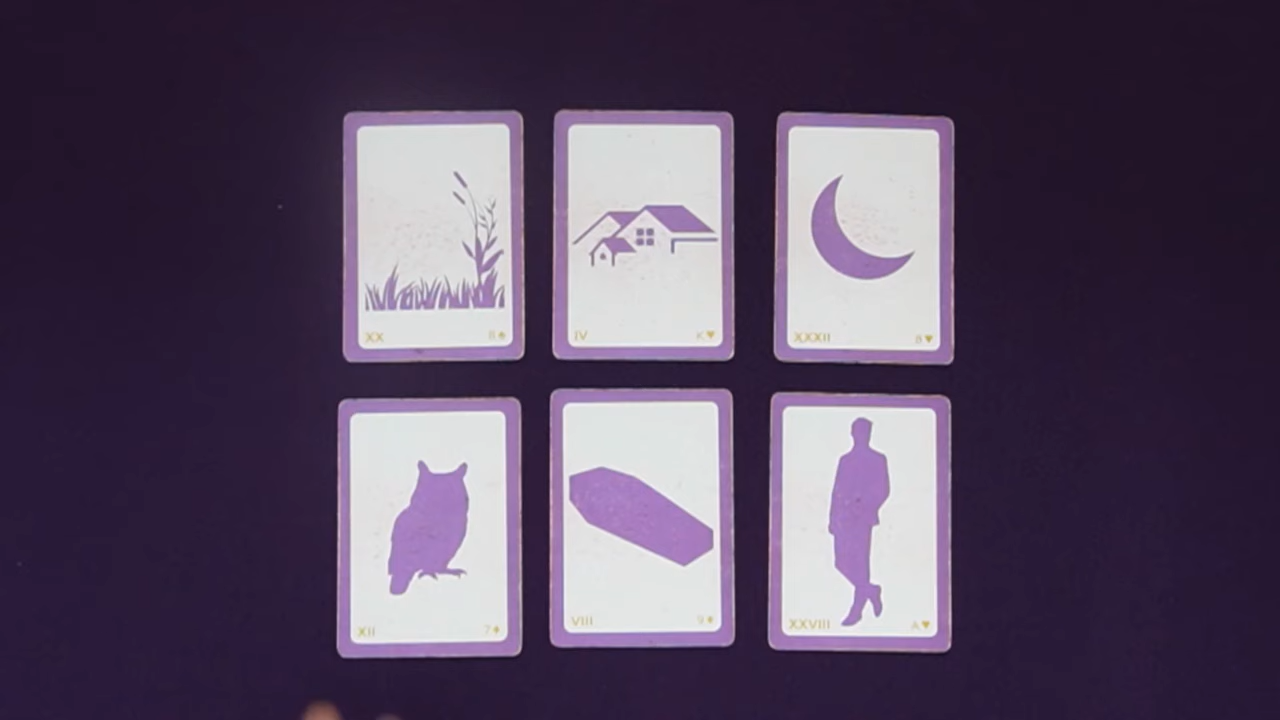 XX 8♠
IV K♥
XXXII 8♥
XII 7♦
VIII 9♦
XXVIII A♥